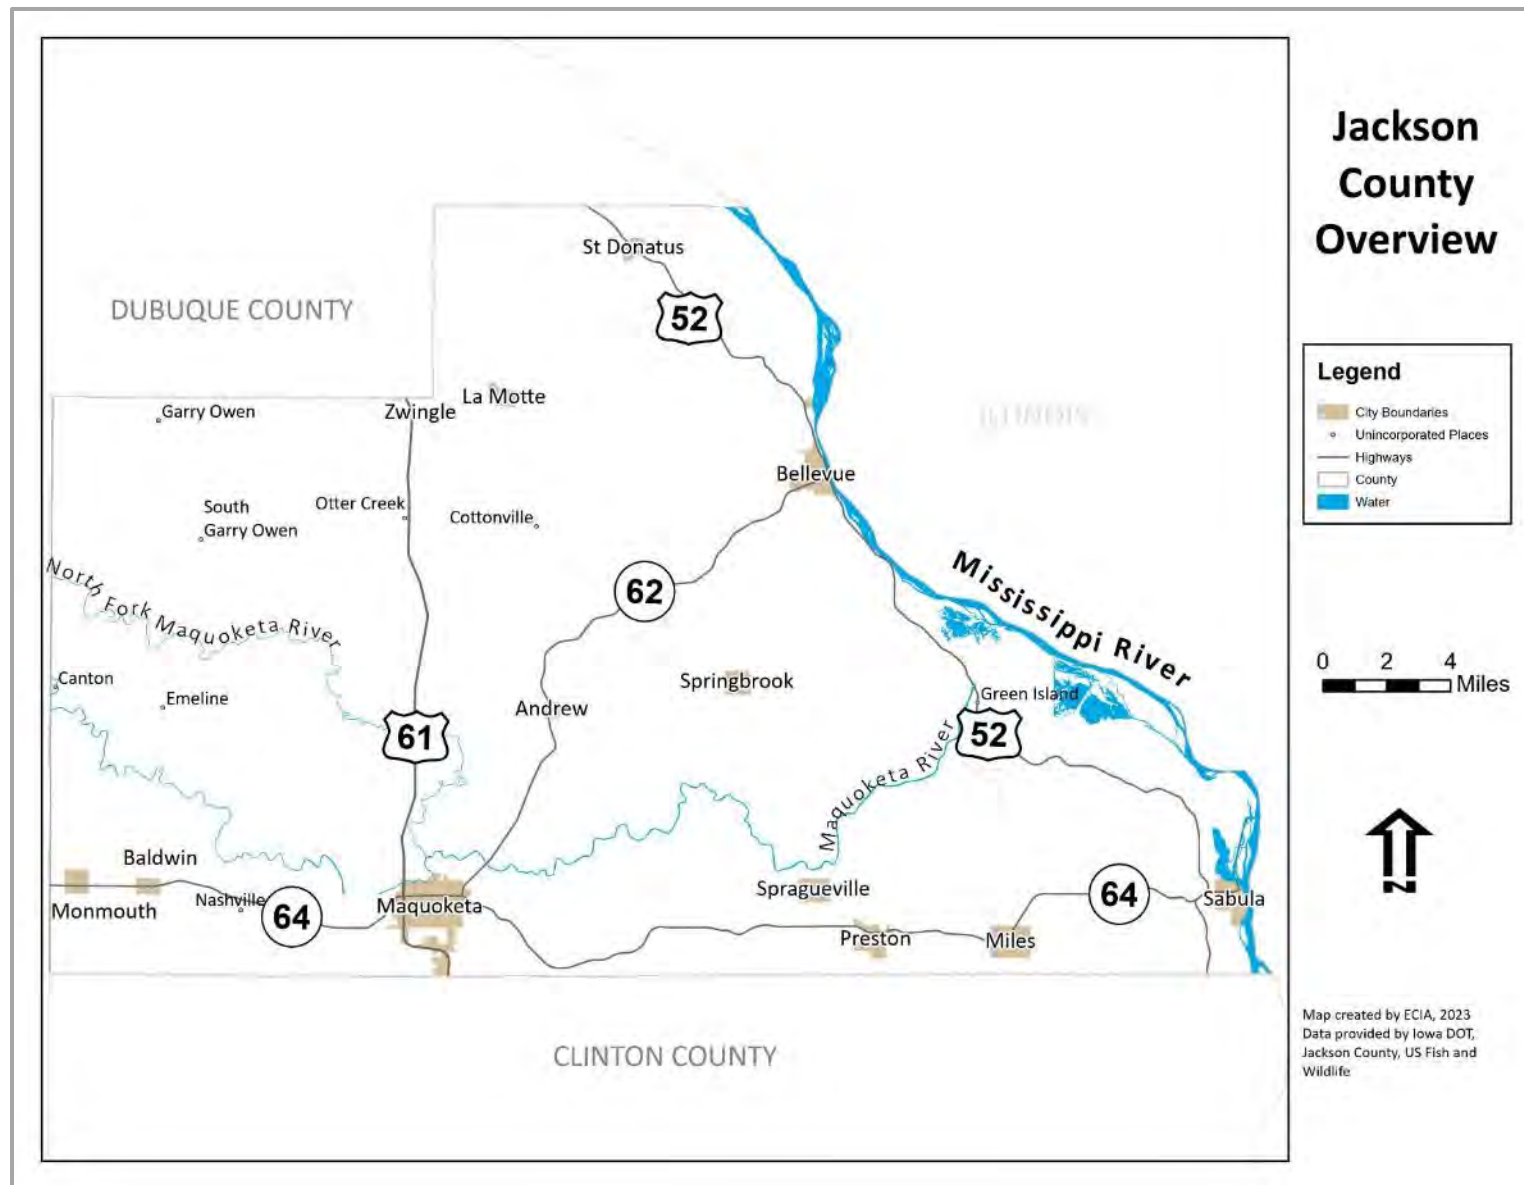 Jackson
County
Overview
St Donatus
DUBUQUE COUNTY
52
La Motte
Garry Owen
Zwingle
ILLINOIS
Bellevue
South
Garry Owen
Otter Creek
Cottonville
Mississippi River
North Fork Maquoketa River
62
Canton
Emeline
Springbrook
Green Island
Andrew
61
52
Maquoketa River
Baldwin
Monmouth
Nashville
64
Maquoketa
Spragueville
64
Sabula
Preston
Miles
CLINTON COUNTY
Legend
City Boundaries
Unincorporated Places
Highways
County
Water
0 2 4
Miles
N
Map created by ECIA, 2023
Data provided by Iowa DOT,
Jackson County, US Fish and
Wildlife